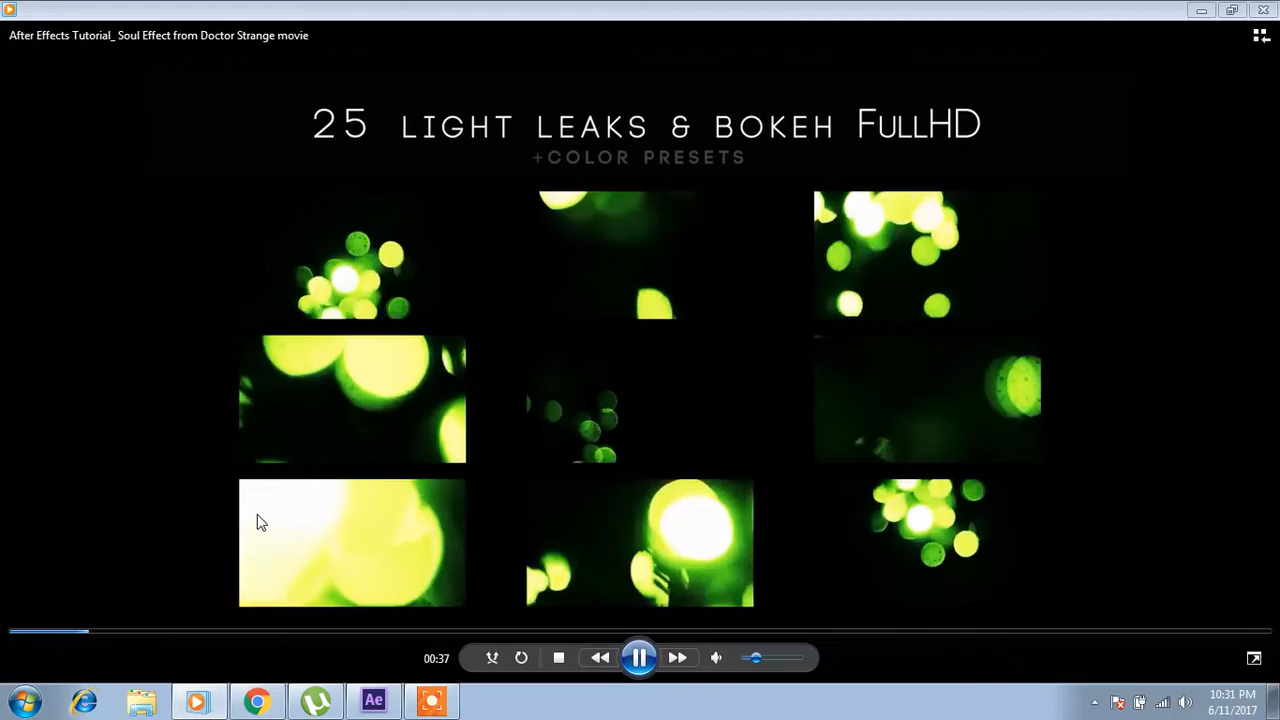 After Effects Tutorial_ Soul Effect from Doctor Strange movie
25 LIGHT LEAKS & BOKEH FULLHD
+COLOR PRESETS
00:37
Ae
10:31 PM
6/11/2017